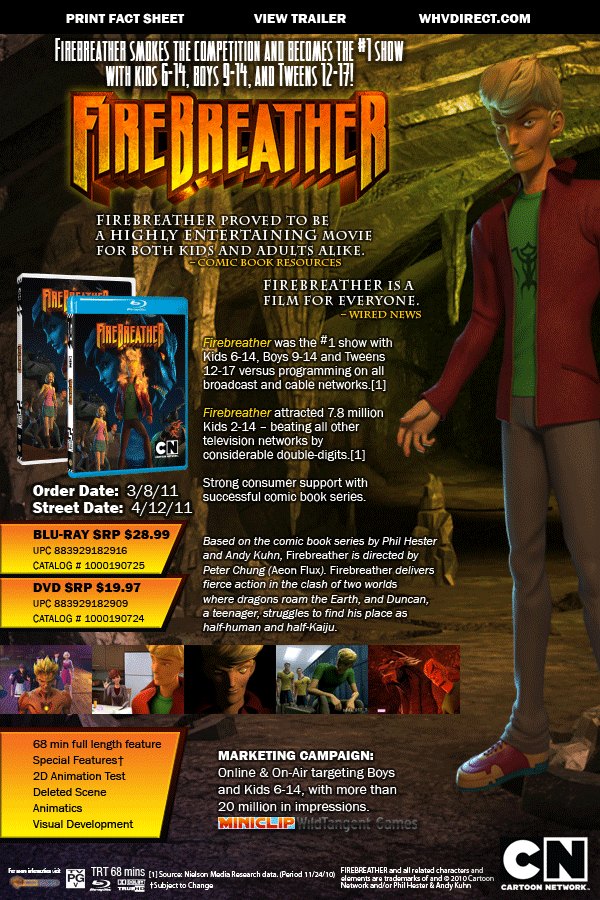 PRINT FACT SHEET
VIEW TRAILER
WHVDIRECT.COM
FIREBREATHER SMOKES THE COMPETITION AND BECOMES THE #1 SHOW
WITH KIDS 6-14, BOYS 9-14, AND TWEENS 12-17!
FIREBREATHER
FIREBREATHER PROVED TO BE
A HIGHLY ENTERTAINING MOVIE
FOR BOTH KIDS AND ADULTS ALIKE.
– COMIC BOOK RESOURCES
FIREBREATHER IS A
FILM FOR EVERYONE.
– WIRED NEWS
FIREBREATHER
FIREBREATHER
CN
Firebreather was the #1 show with
Kids 6-14, Boys 9-14 and Tweens
12-17 versus programming on all
broadcast and cable networks.[1]
Firebreather attracted 7.8 million
Kids 2-14 – beating all other
television networks by
considerable double-digits.[1]
Strong consumer support with
successful comic book series.
Order Date: 3/8/11
Street Date: 4/12/11
BLU-RAY SRP $28.99
UPC 883929182916
CATALOG # 1000190725
DVD SRP $19.97
UPC 883929182909
CATALOG # 1000190724
Based on the comic book series by Phil Hester
and Andy Kuhn, Firebreather is directed by
Peter Chung (Aeon Flux). Firebreather delivers
fierce action in the clash of two worlds
where dragons roam the Earth, and Duncan,
a teenager, struggles to find his place as
half-human and half-Kaiju.
68 min full length feature
Special Features†
2D Animation Test
Deleted Scene
Animatics
Visual Development
MARKETING CAMPAIGN:
Online & On-Air targeting Boys
and Kids 6-14, with more than
20 million in impressions.
MINICLIP WildTangent Games
For more information visit
TV PG V
TRT 68 mins
Blu-ray DOLBY TRUEHD
[1] Source: Nielson Media Research data. (Period 11/24/10)
†Subject to Change
FIREBREATHER and all related characters and
elements are trademarks of and © 2010 Cartoon
Network and/or Phil Hester & Andy Kuhn
CN
CARTOON NETWORK